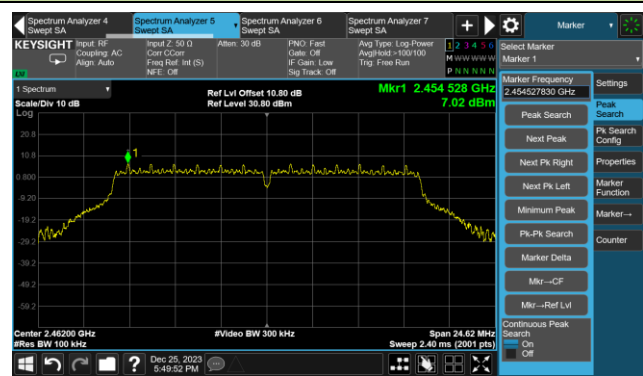 Spectrum Analyzer 4
Swept SA
Spectrum Analyzer 5
Swept SA
Spectrum Analyzer 6
Swept SA
Spectrum Analyzer 7
Swept SA
+
Marker
KEYSIGHT
Input: RF
Coupling: AC
Align: Auto
Input Z: 50 Ω
Corr CCorr
Freq Ref: Int (S)
NFE: Off
Atten: 30 dB
PNO: Fast
Gate: Off
IF Gain: Low
Sig Track: Off
Avg Type: Log-Power
Avg|Hold:>100/100
Trig: Free Run
1 2 3 4 5 6
M W W W W W
P N N N N N
LW
Select Marker
Marker 1
1 Spectrum
Scale/Div 10 dB
Log
Ref Lvl Offset 10.80 dB
Ref Level 30.80 dBm
Mkr1 2.454 528 GHz
7.02 dBm
20.8
10.8
0.800
-9.20
-19.2
-29.2
-39.2
-49.2
-59.2
1
Center 2.46200 GHz
#Res BW 100 kHz
#Video BW 300 kHz
Span 24.62 MHz
Sweep 2.40 ms (2001 pts)
Marker Frequency
2.454527830 GHz
Peak Search
Next Peak
Next Pk Right
Next Pk Left
Minimum Peak
Pk-Pk Search
Marker Delta
Mkr→CF
Mkr→Ref Lvl
Continuous Peak
Search
On
Off
Settings
Peak
Search
Pk Search
Config
Properties
Marker
Function
Marker→
Counter
?
Dec 25, 2023
5:49:52 PM